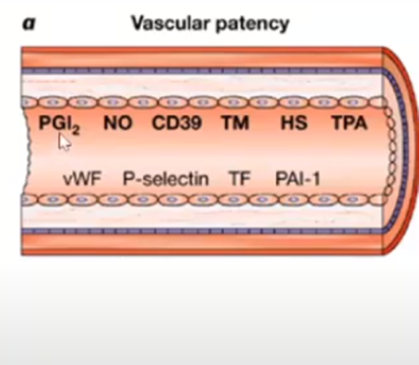 a Vascular patency
PGI₂ NO CD39 TM HS TPA
vWF P-selectin TF PAI-1